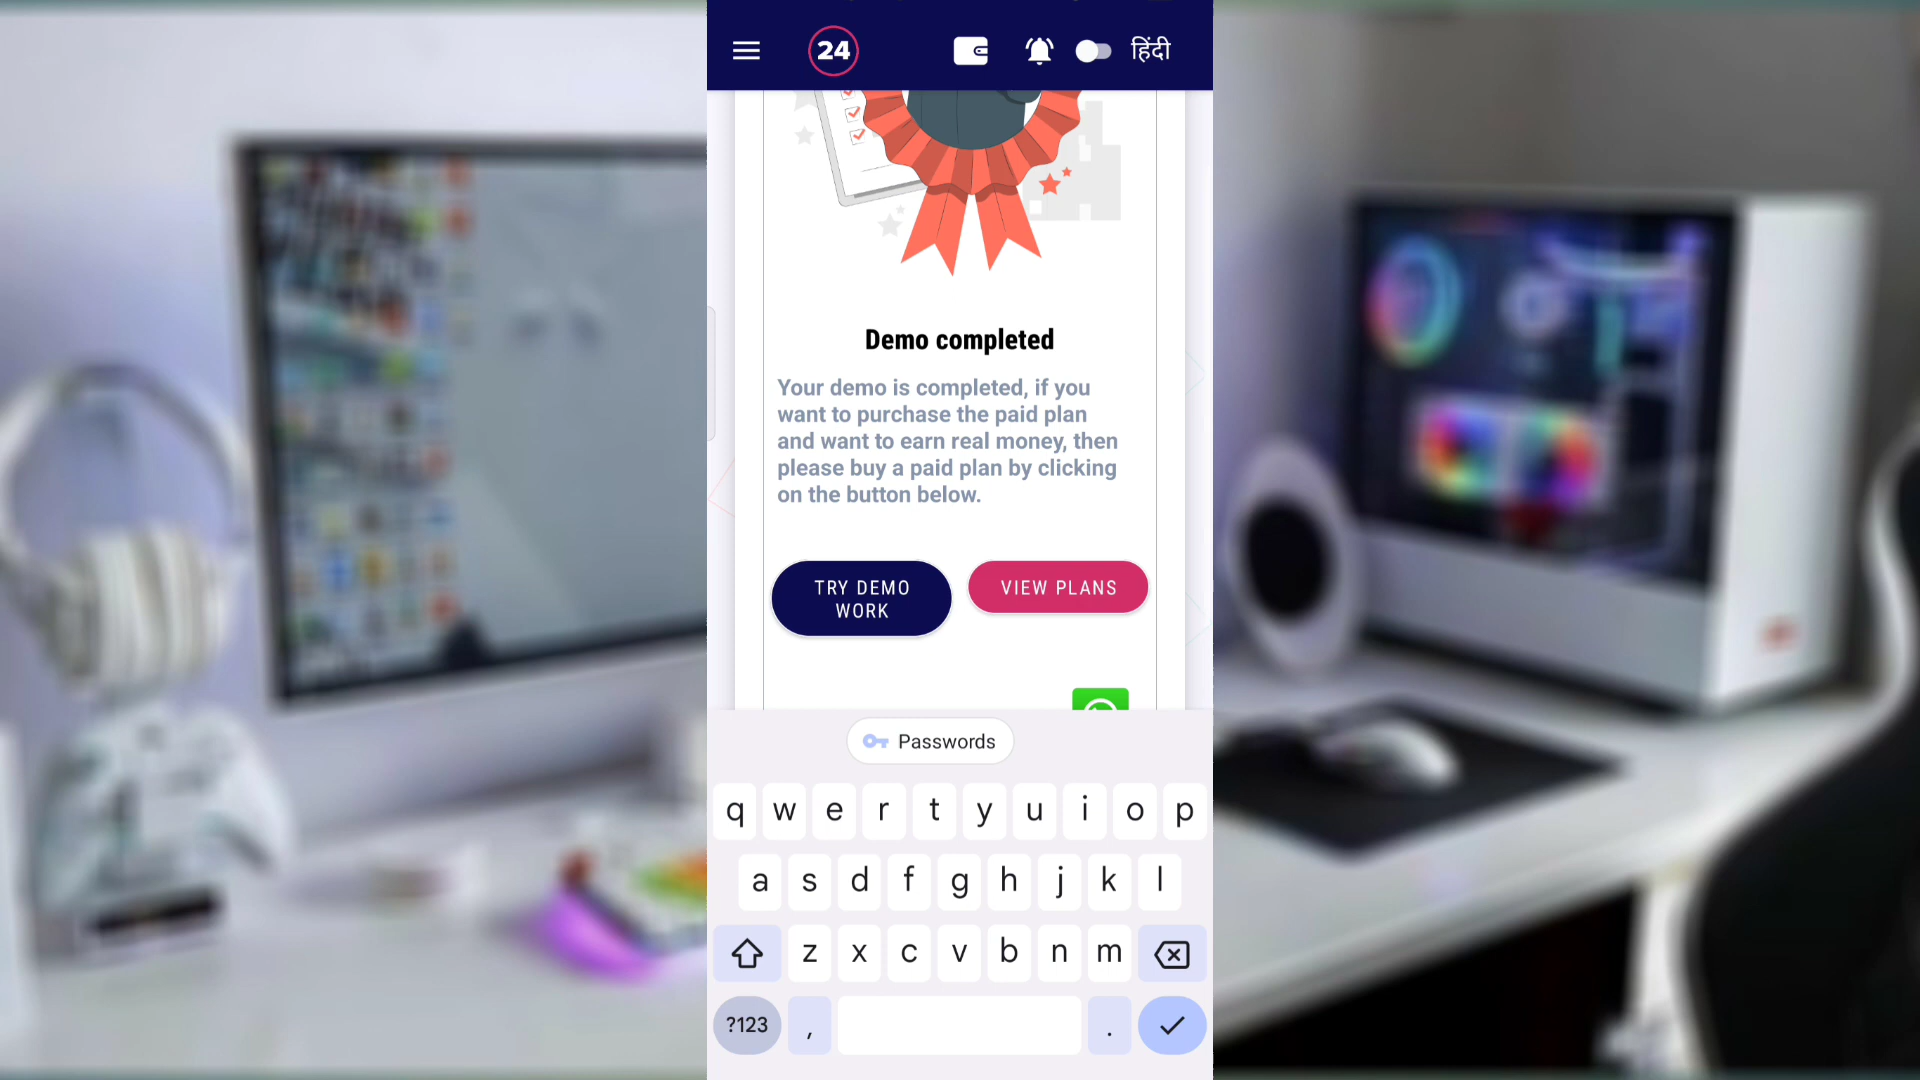 24
हिंदी
Demo completed
Your demo is completed, if you
want to purchase the paid plan
and want to earn real money, then
please buy a paid plan by clicking
on the button below.
TRY DEMO
WORK
VIEW PLANS
Passwords
q w e r t y u i o p
a s d f g h j k l
z x c v b n m
?123 , .